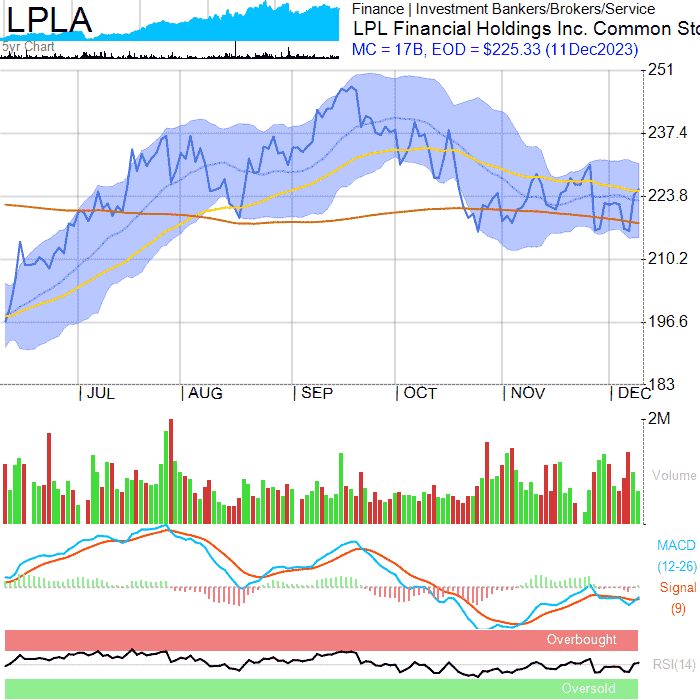 LPLA
5yr Chart
Finance | Investment Bankers/Brokers/Service
LPL Financial Holdings Inc. Common Sto
MC = 17B, EOD = $225.33 (11Dec2023)
251
237.4
223.8
210.2
196.6
183
| JUL | AUG | SEP | OCT | NOV | DEC
2M
Volume
MACD
(12-26)
Signal
(9)
Overbought
RSI(14)
Oversold